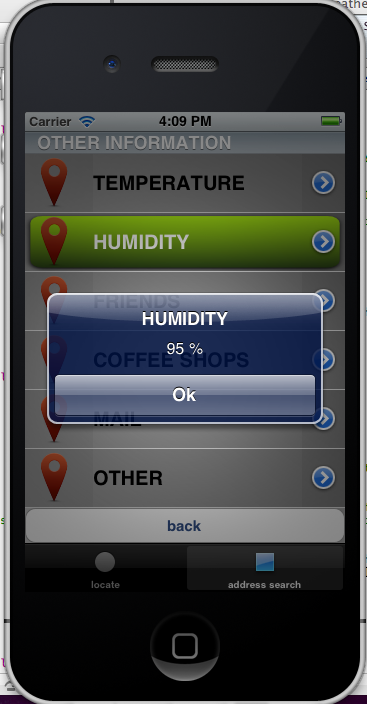 Carrier 4:09 PM
OTHER INFORMATION
TEMPERATURE
HUMIDITY
FRIENDS
HUMIDITY
95 %
COFFEE SHOPS
Ok
MAIL
OTHER
back
locate address search